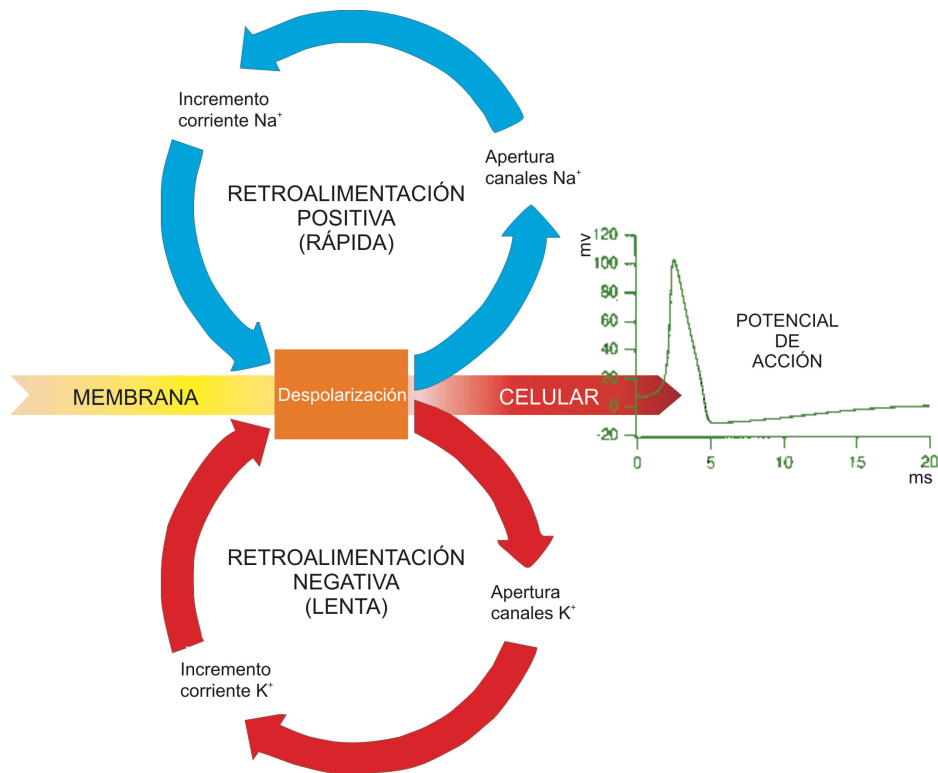 Incremento
corriente Na⁺
Apertura
canales Na⁺
RETROALIMENTACIÓN
POSITIVA
(RÁPIDA)
MEMBRANA
Despolarización
CELULAR
RETROALIMENTACIÓN
NEGATIVA
(LENTA)
Apertura
canales K⁺
Incremento
corriente K⁺
mv
120
100
80
60
40
20
0
-20
0
5
10
15
20
ms
POTENCIAL
DE
ACCIÓN